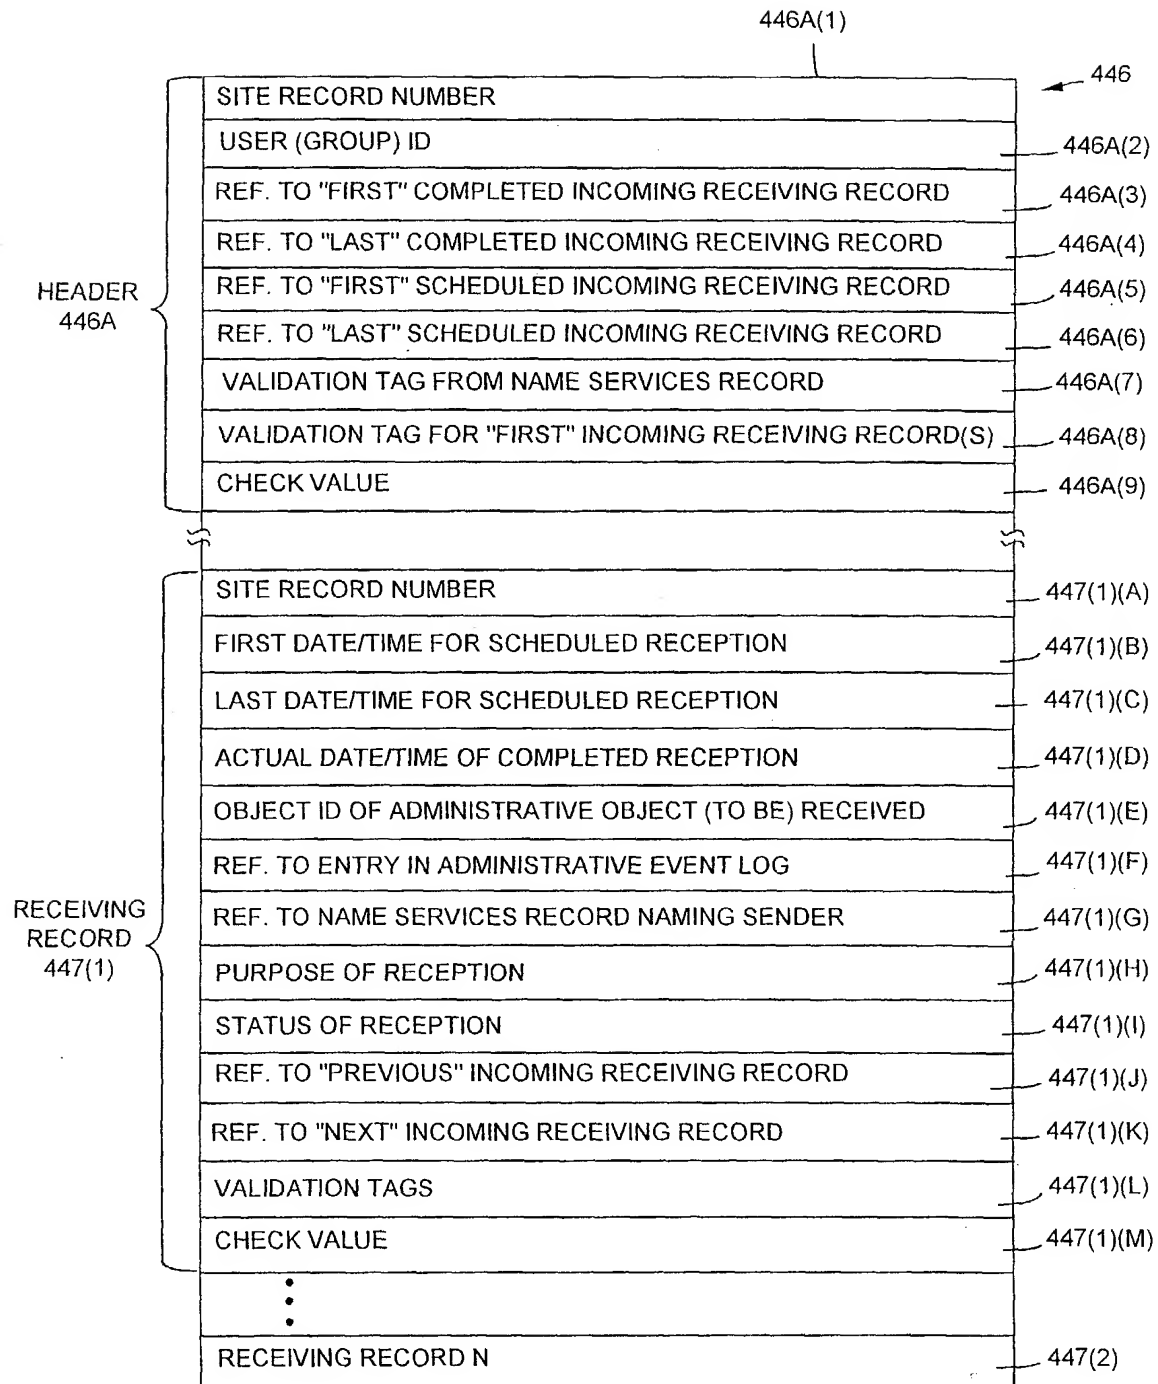 446A(1)
446
SITE RECORD NUMBER
USER (GROUP) ID 446A(2)
REF. TO "FIRST" COMPLETED INCOMING RECEIVING RECORD 446A(3)
REF. TO "LAST" COMPLETED INCOMING RECEIVING RECORD 446A(4)
REF. TO "FIRST" SCHEDULED INCOMING RECEIVING RECORD 446A(5)
REF. TO "LAST" SCHEDULED INCOMING RECEIVING RECORD 446A(6)
VALIDATION TAG FROM NAME SERVICES RECORD 446A(7)
VALIDATION TAG FOR "FIRST" INCOMING RECEIVING RECORD(S) 446A(8)
CHECK VALUE 446A(9)
HEADER
446A
SITE RECORD NUMBER 447(1)(A)
FIRST DATE/TIME FOR SCHEDULED RECEPTION 447(1)(B)
LAST DATE/TIME FOR SCHEDULED RECEPTION 447(1)(C)
ACTUAL DATE/TIME OF COMPLETED RECEPTION 447(1)(D)
OBJECT ID OF ADMINISTRATIVE OBJECT (TO BE) RECEIVED 447(1)(E)
REF. TO ENTRY IN ADMINISTRATIVE EVENT LOG 447(1)(F)
REF. TO NAME SERVICES RECORD NAMING SENDER 447(1)(G)
PURPOSE OF RECEPTION 447(1)(H)
STATUS OF RECEPTION 447(1)(I)
REF. TO "PREVIOUS" INCOMING RECEIVING RECORD 447(1)(J)
REF. TO "NEXT" INCOMING RECEIVING RECORD 447(1)(K)
VALIDATION TAGS 447(1)(L)
CHECK VALUE 447(1)(M)
RECEIVING
RECORD
447(1)
RECEIVING RECORD N 447(2)